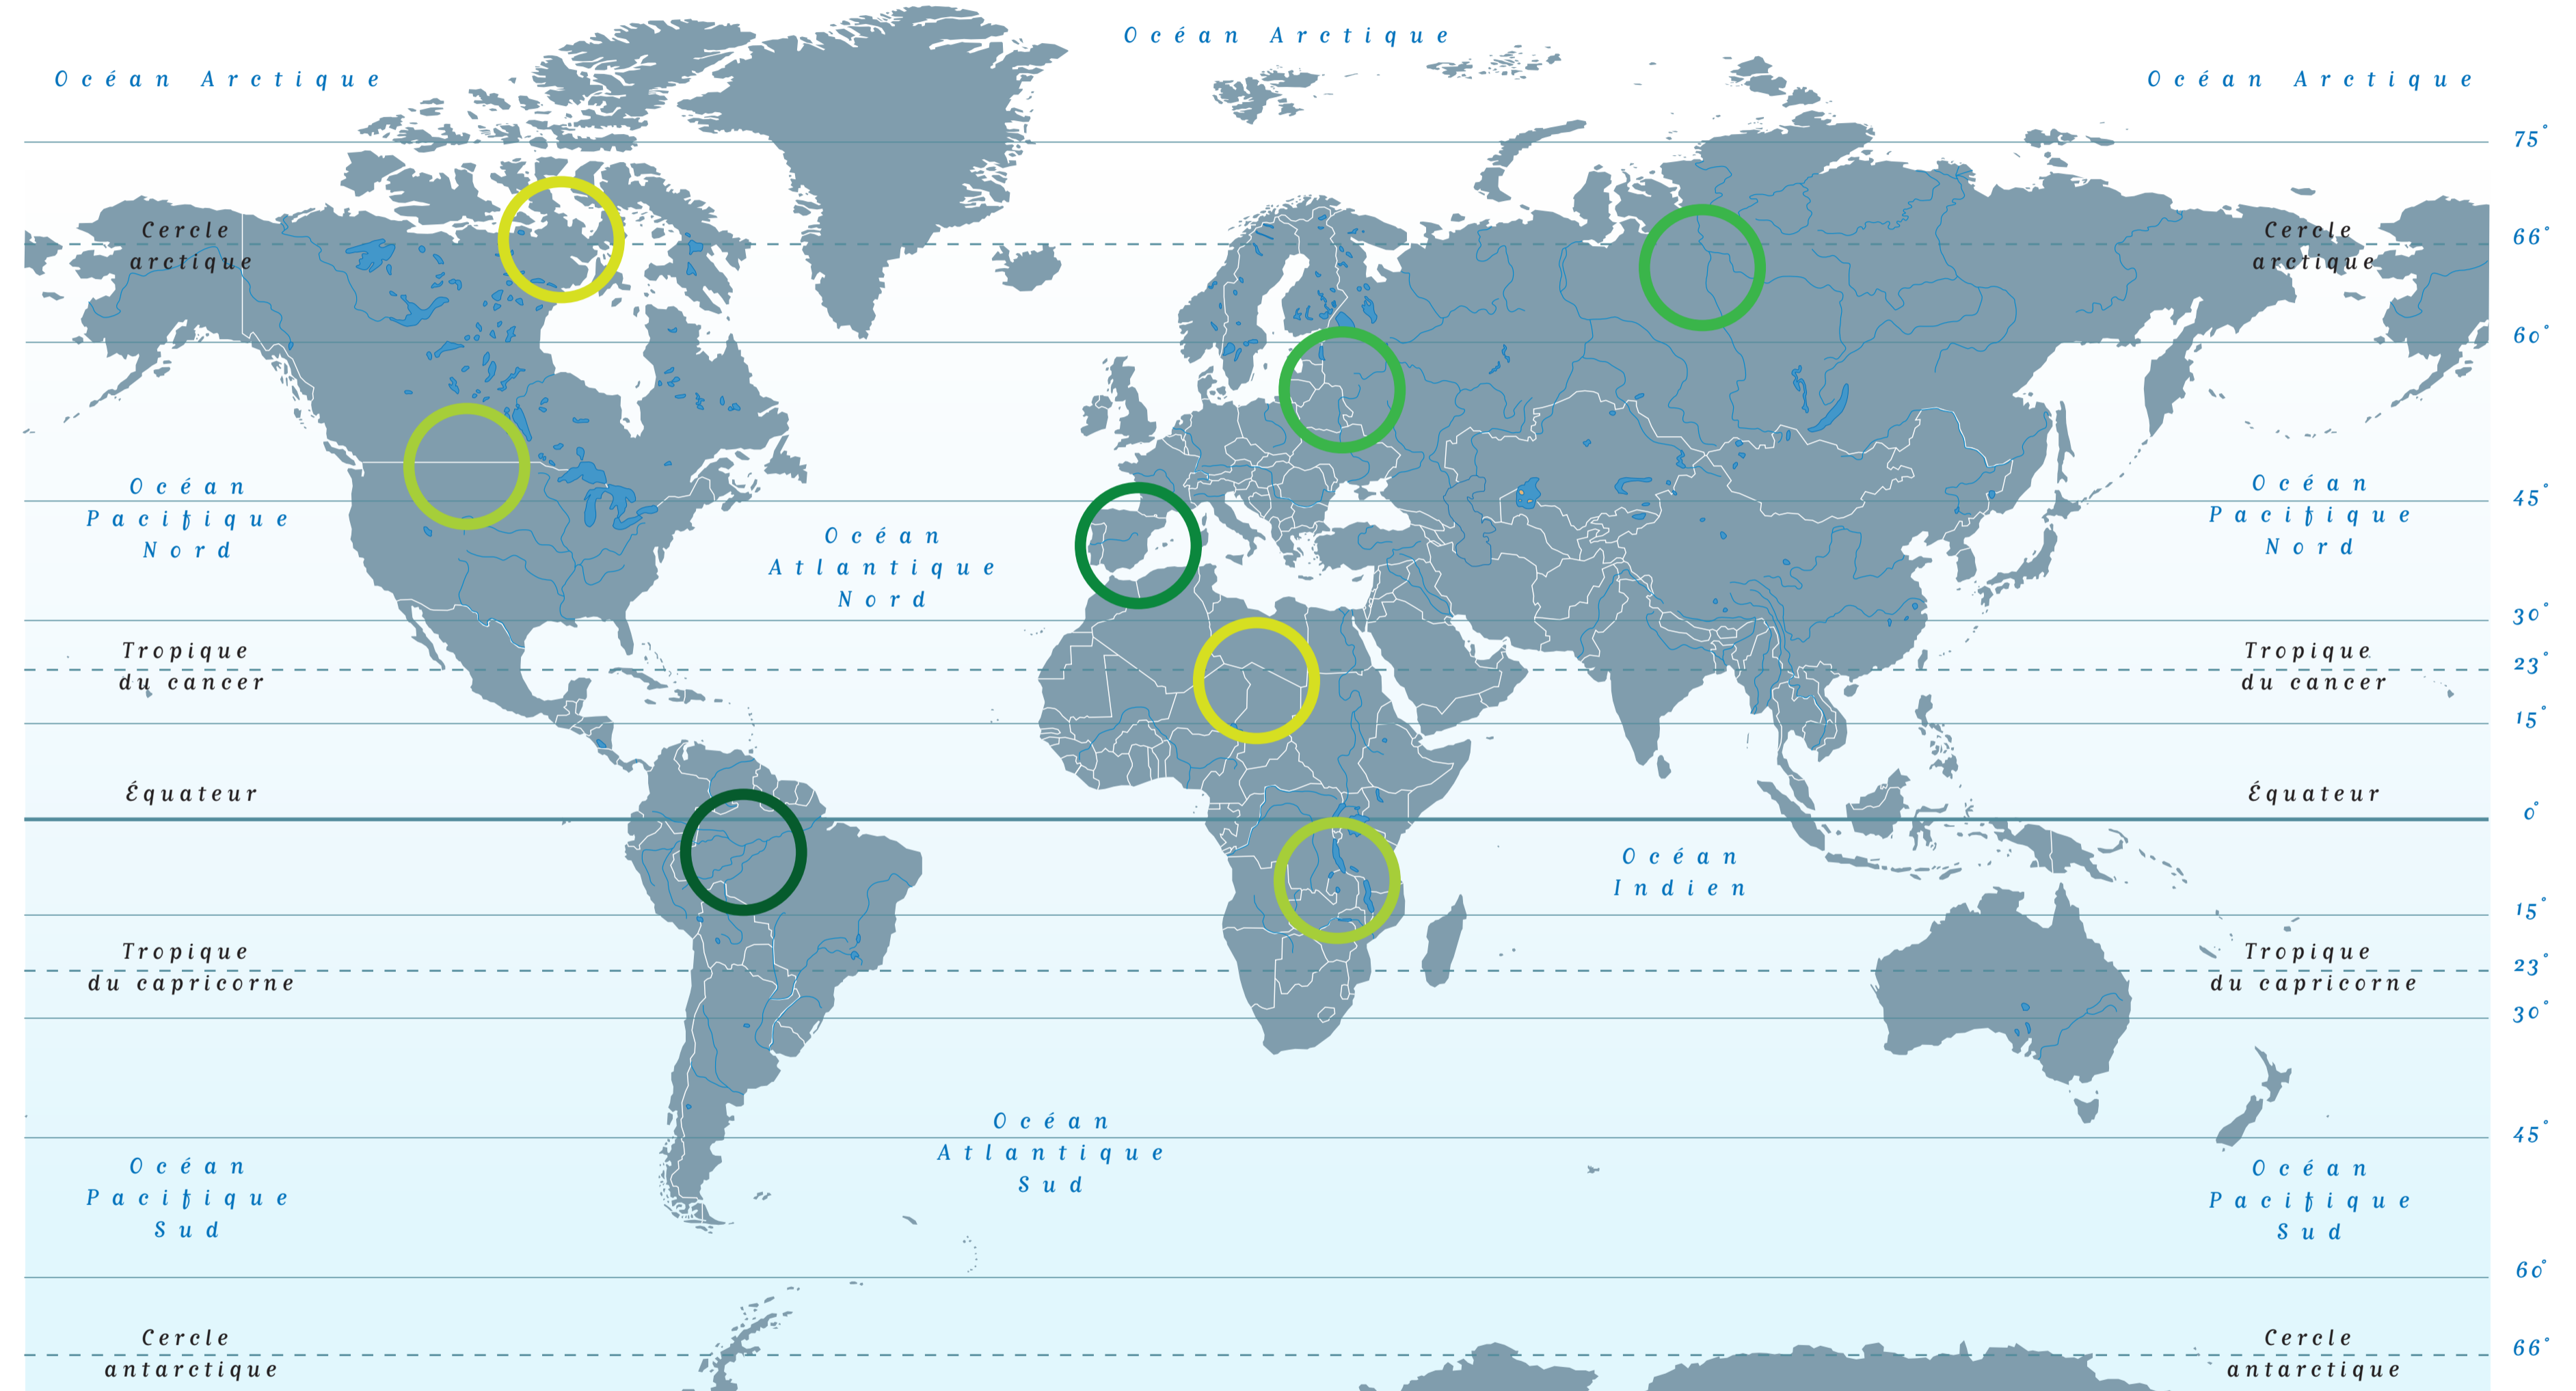 Océan Arctique
Océan Arctique
Océan Arctique
75°
Cercle
arctique
Cercle
arctique
66°
60°
Océan
Pacifique
Nord
Océan
Atlantique
Nord
Océan
Pacifique
Nord
45°
30°
Tropique
du cancer
Tropique
du cancer
23°
15°
Équateur
Équateur
0°
Océan
Indien
15°
Tropique
du capricorne
Tropique
du capricorne
23°
30°
Océan
Atlantique
Sud
45°
Océan
Pacifique
Sud
Océan
Pacifique
Sud
60°
Cercle
antarctique
Cercle
antarctique
66°